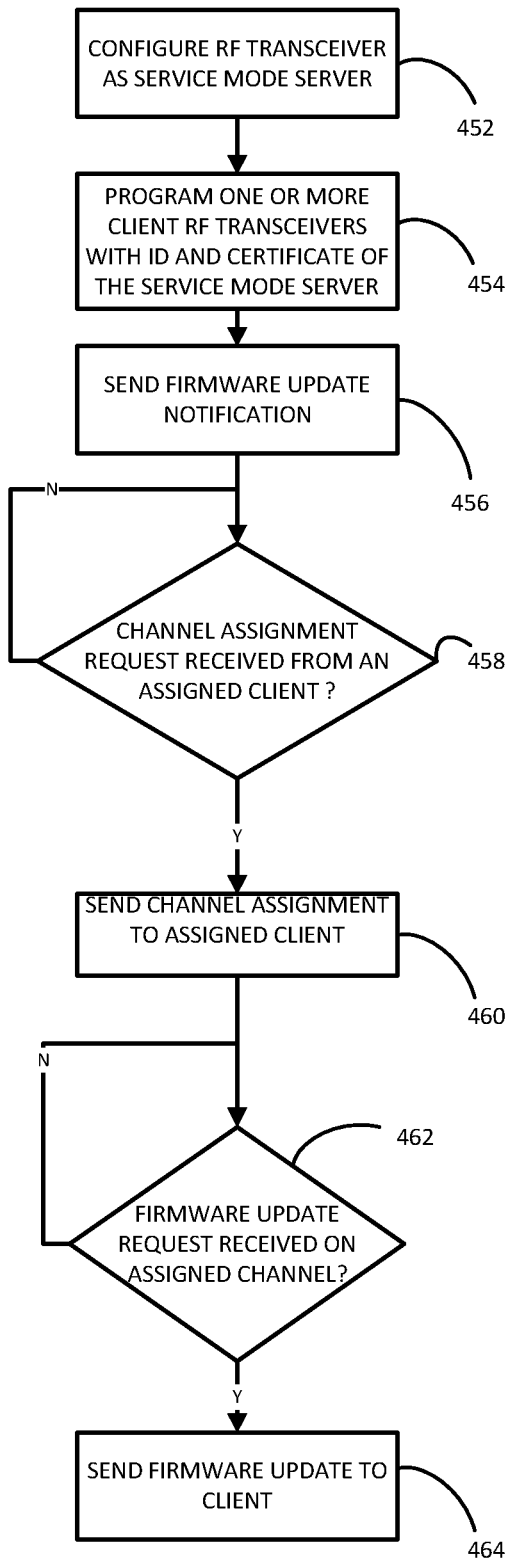 CONFIGURE RF TRANSCEIVER
AS SERVICE MODE SERVER
452
PROGRAM ONE OR MORE
CLIENT RF TRANSCEIVERS
WITH ID AND CERTIFICATE OF
THE SERVICE MODE SERVER
454
SEND FIRMWARE UPDATE
NOTIFICATION
456
N
CHANNEL ASSIGNMENT
REQUEST RECEIVED FROM AN
ASSIGNED CLIENT ?
458
Y
SEND CHANNEL ASSIGNMENT
TO ASSIGNED CLIENT
460
N
462
FIRMWARE UPDATE
REQUEST RECEIVED ON
ASSIGNED CHANNEL?
Y
SEND FIRMWARE UPDATE TO
CLIENT
464